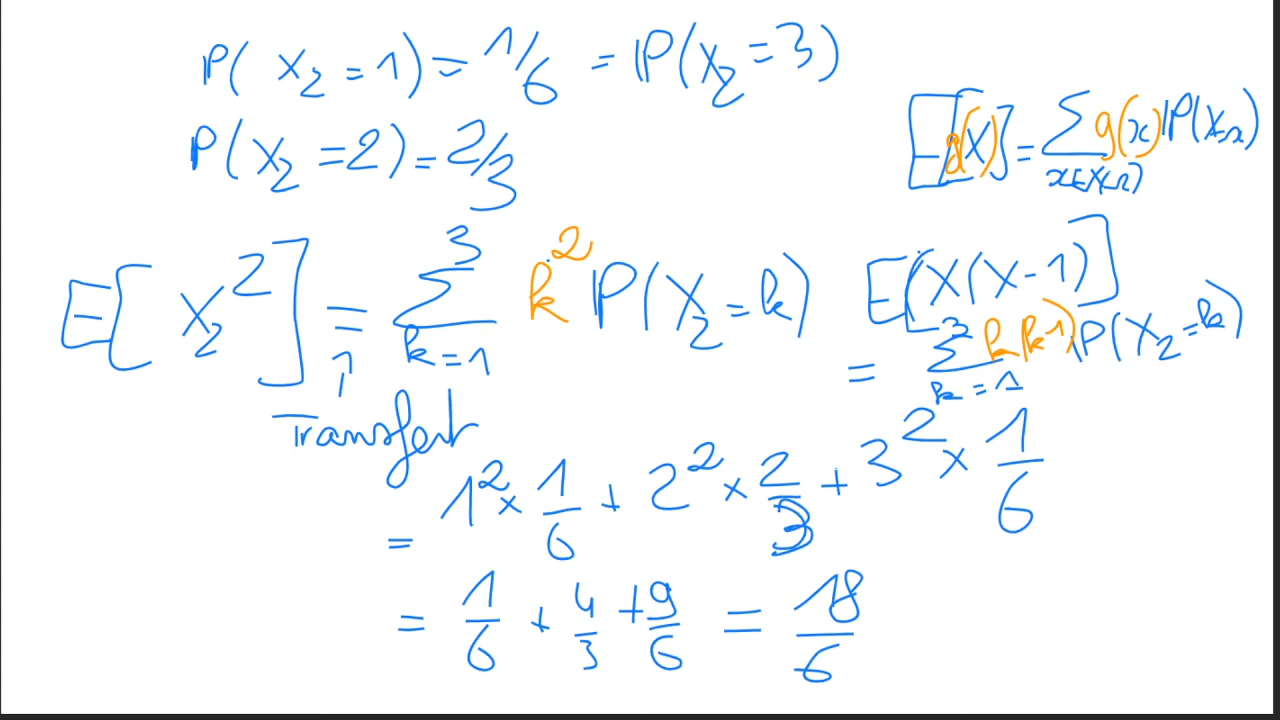 P( X₂ = 1) = 1/6 = P(X₂ = 3)
P(X₂ = 2) = 2/3
E[g(X)] = ∑_{x∈X(Ω)} g(x) P(X=x)
E[X₂²] = ∑_{k=1}^{3} k² P(X₂ = k)
↑
Transfert
E[X(X-1)]
= ∑_{k=1}^{3} k(k-1) P(X₂ = k)
= 1² × 1/6 + 2² × 2/3 + 3² × 1/6
= 1/6 + 4/3 + 9/6 = 18/6